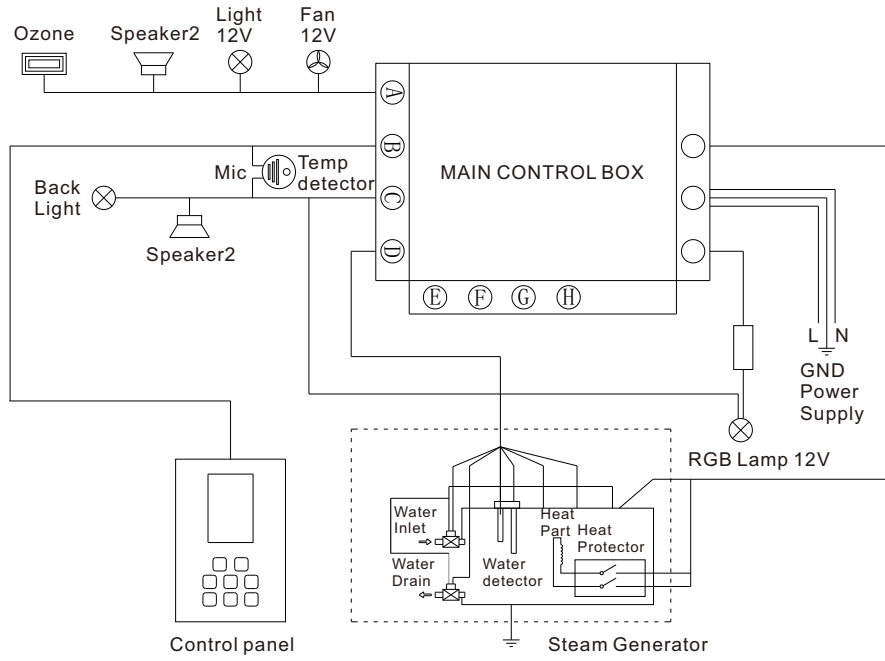 Ozone
Speaker2
Light
12V
Fan
12V
A
B
C
D
MAIN CONTROL BOX
Mic
Temp
detector
Back
Light
Speaker2
E
F
G
H
L
N
GND
Power
Supply
RGB Lamp 12V
Water
Inlet
Water
Drain
Water
detector
Heat
Part
Heat
Protector
Control panel
Steam Generator